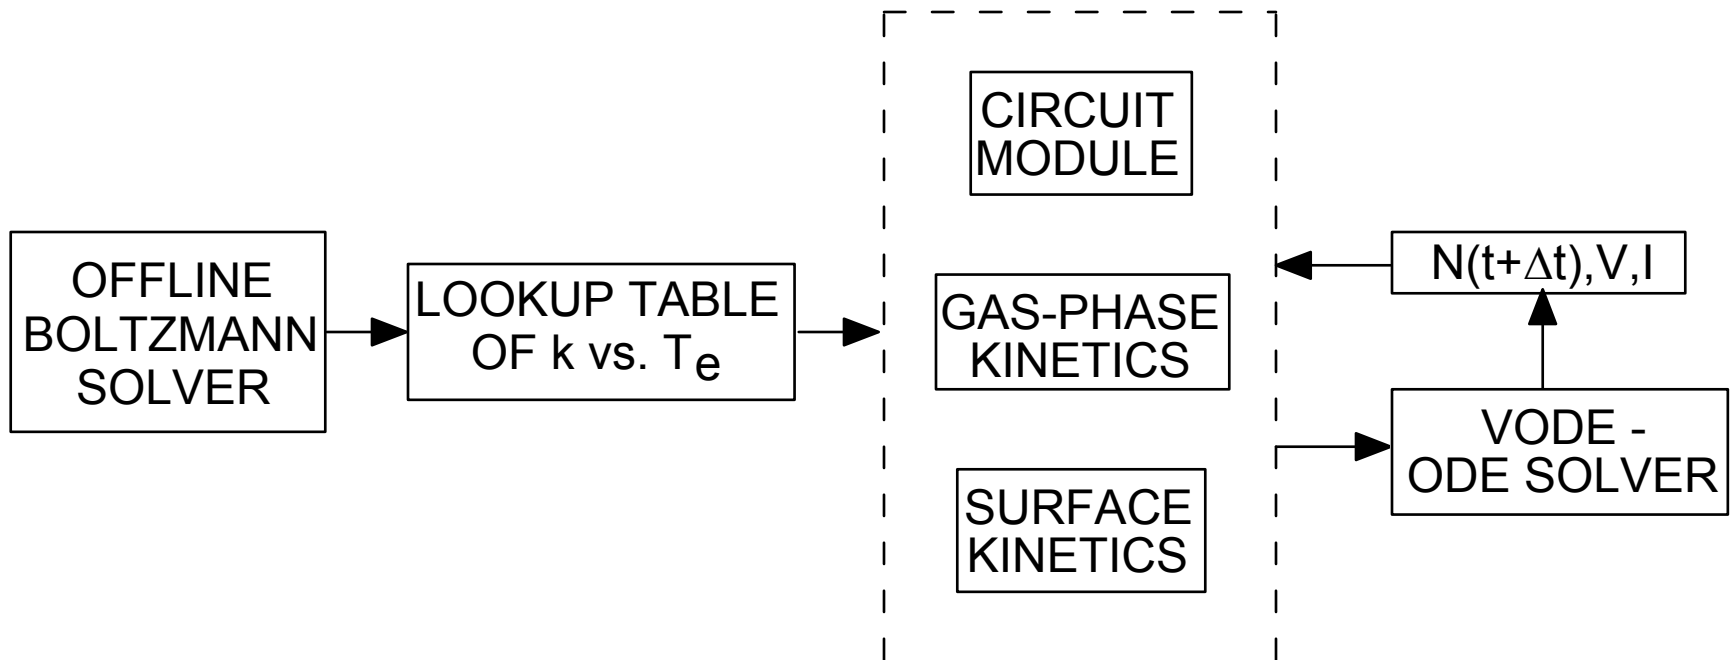 OFFLINE
BOLTZMANN
SOLVER
LOOKUP TABLE
OF k vs. Te
CIRCUIT
MODULE
GAS-PHASE
KINETICS
SURFACE
KINETICS
N(t+Δt),V,I
VODE -
ODE SOLVER